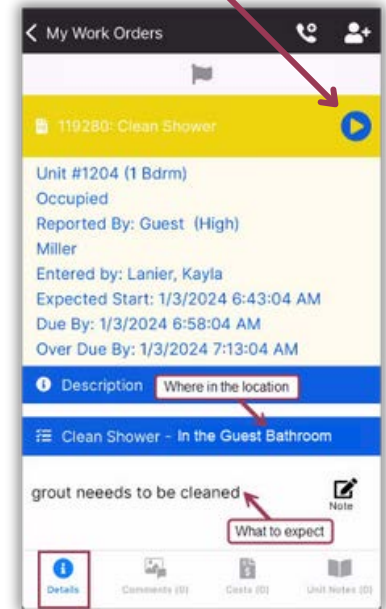 My Work Orders
119280: Clean Shower
Unit #1204 (1 Bdrm)
Occupied
Reported By: Guest (High)
Miller
Entered by: Lanier, Kayla
Expected Start: 1/3/2024 6:43:04 AM
Due By: 1/3/2024 6:58:04 AM
Over Due By: 1/3/2024 7:13:04 AM
Description Where in the location
Clean Shower - In the Guest Bathroom
grout neeeds to be cleaned
Note
What to expect
Details Comments (0) Costs (0) Unit Notes (0)